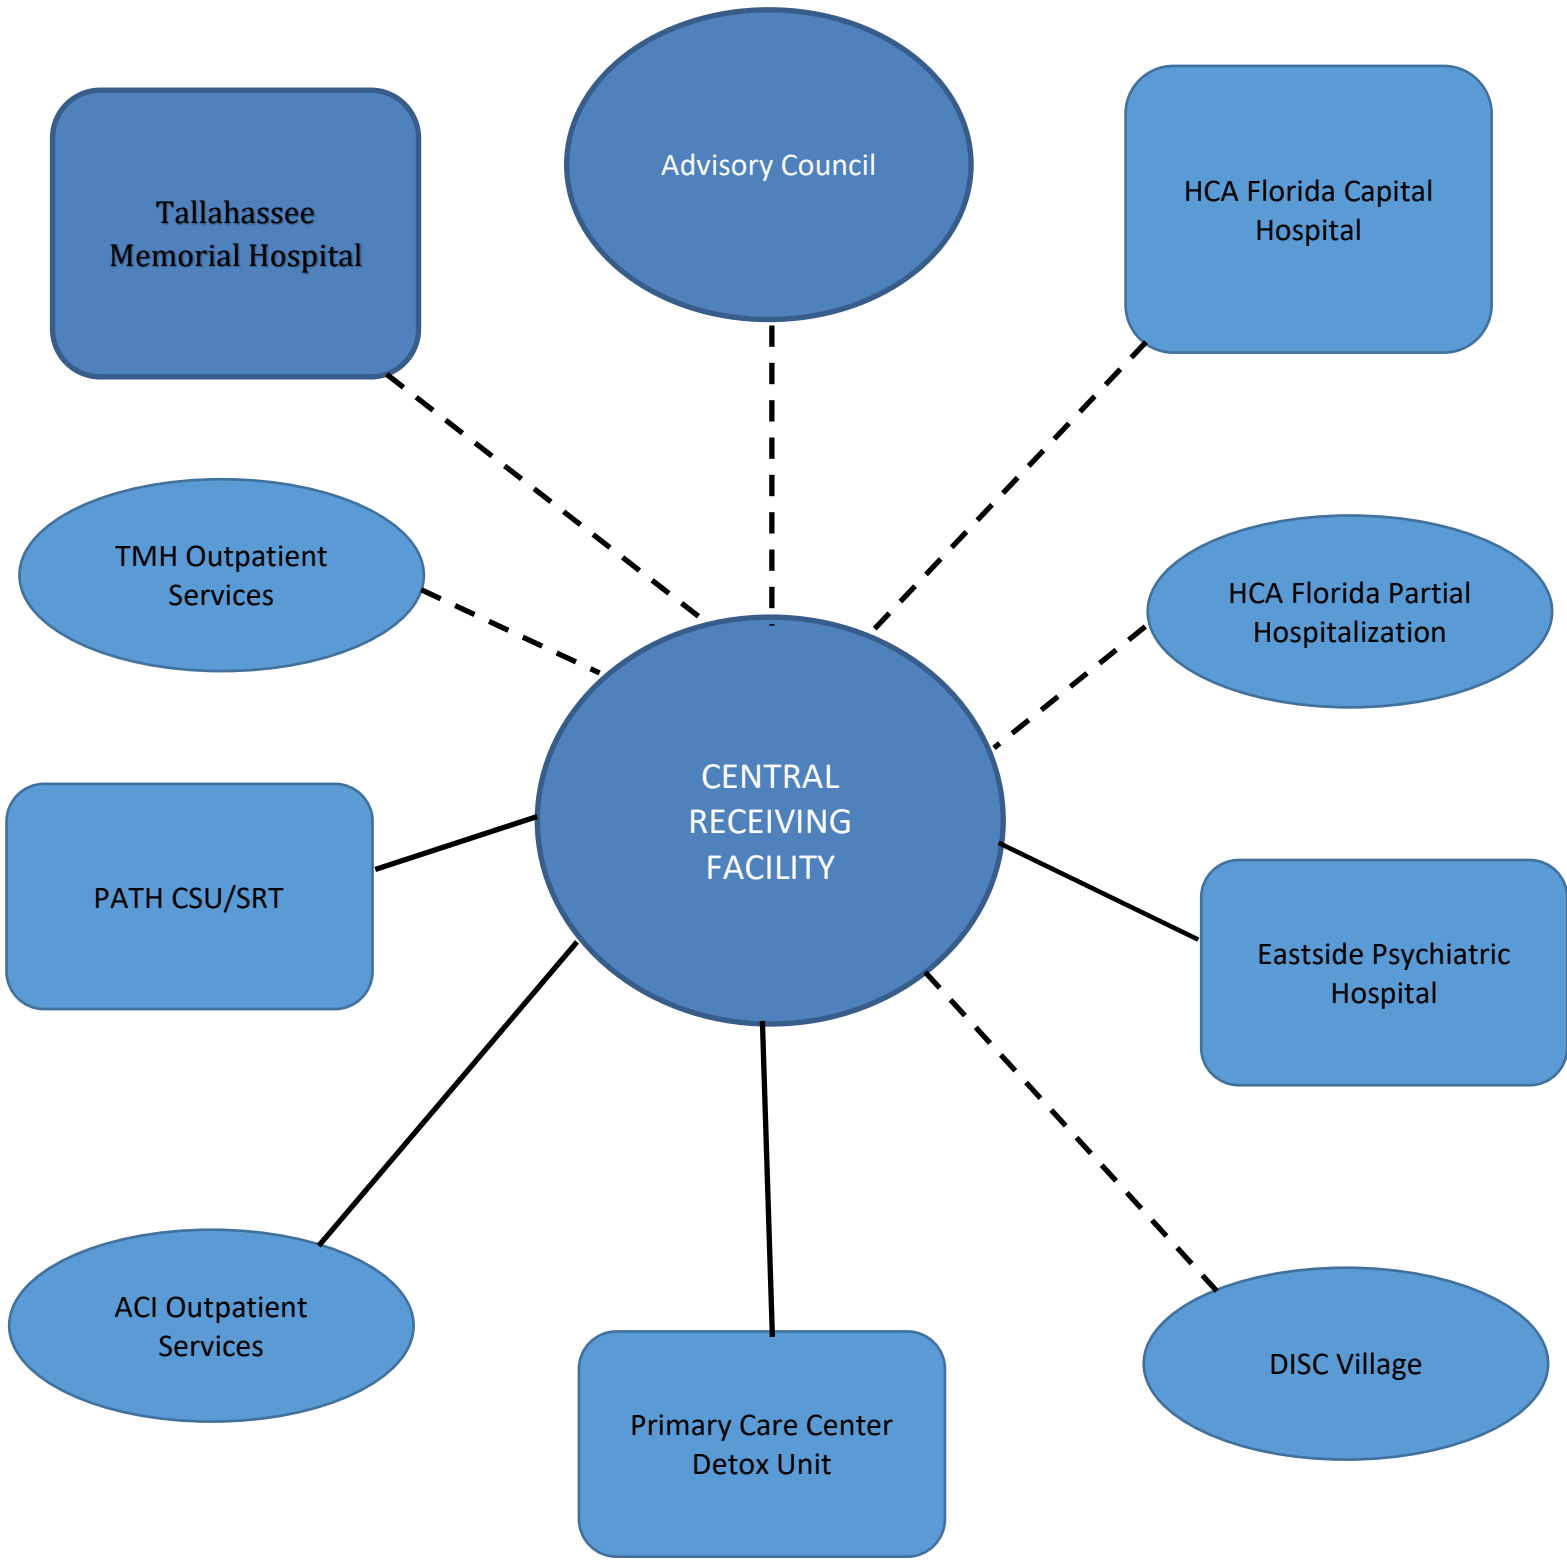 Advisory Council
Tallahassee
Memorial Hospital
HCA Florida Capital
Hospital
TMH Outpatient
Services
HCA Florida Partial
Hospitalization
CENTRAL
RECEIVING
FACILITY
PATH CSU/SRT
Eastside Psychiatric
Hospital
ACI Outpatient
Services
DISC Village
Primary Care Center
Detox Unit